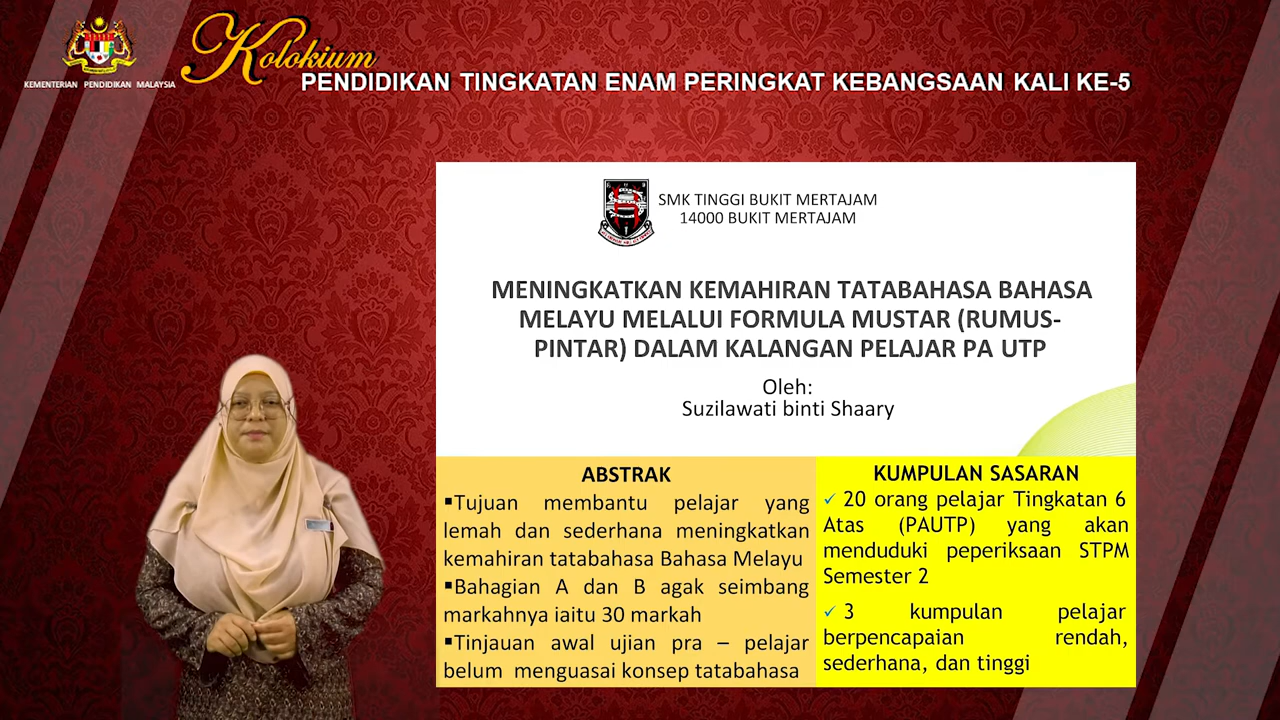 KEMENTERIAN PENDIDIKAN MALAYSIA
Kolokium
PENDIDIKAN TINGKATAN ENAM PERINGKAT KEBANGSAAN KALI KE-5
SMK TINGGI BUKIT MERTAJAM
14000 BUKIT MERTAJAM
MENINGKATKAN KEMAHIRAN TATABAHASA BAHASA
MELAYU MELALUI FORMULA MUSTAR (RUMUS-
PINTAR) DALAM KALANGAN PELAJAR PA UTP
Oleh:
Suzilawati binti Shaary
ABSTRAK
▪Tujuan membantu pelajar yang
lemah dan sederhana meningkatkan
kemahiran tatabahasa Bahasa Melayu
▪Bahagian A dan B agak seimbang
markahnya iaitu 30 markah
▪Tinjauan awal ujian pra – pelajar
belum menguasai konsep tatabahasa
KUMPULAN SASARAN
✓ 20 orang pelajar Tingkatan 6
Atas (PAUTP) yang akan
menduduki peperiksaan STPM
Semester 2
✓ 3 kumpulan pelajar
berpencapaian rendah,
sederhana, dan tinggi